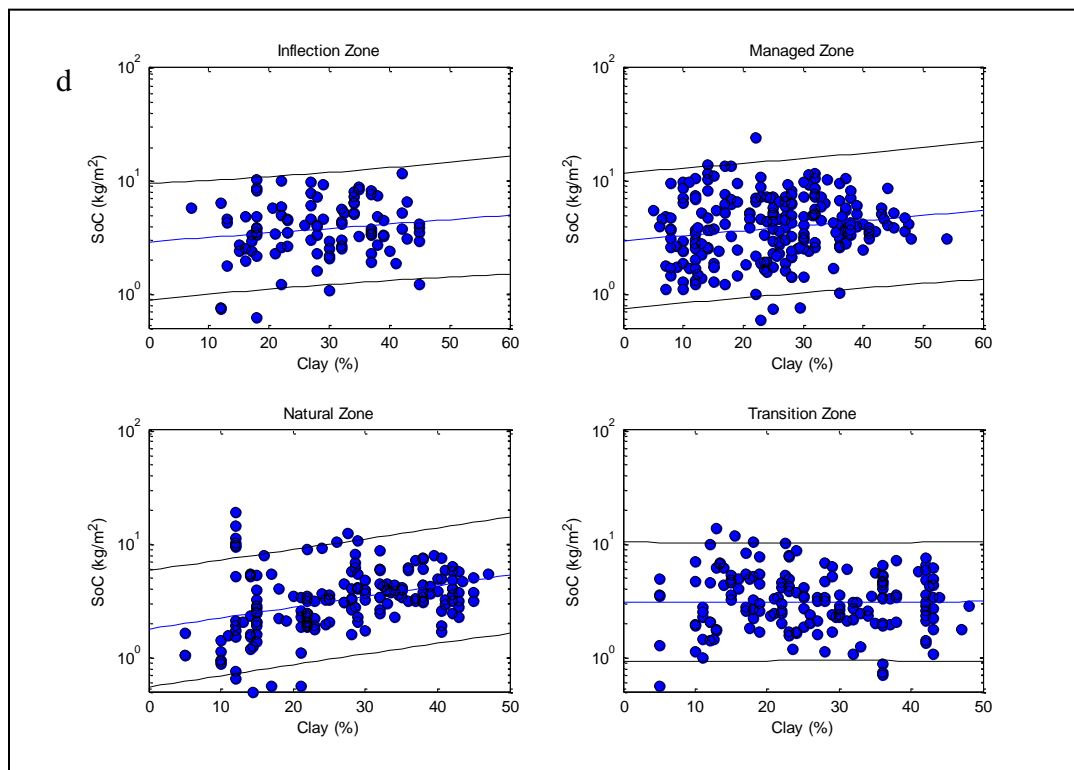 d
Inflection Zone
10^2
10^1
10^0
SoC (kg/m^2)
0 10 20 30 40 50 60
Clay (%)
Managed Zone
10^2
10^1
10^0
SoC (kg/m^2)
0 10 20 30 40 50 60
Clay (%)
Natural Zone
10^2
10^1
10^0
SoC (kg/m^2)
0 10 20 30 40 50
Clay (%)
Transition Zone
10^2
10^1
10^0
SoC (kg/m^2)
0 10 20 30 40 50
Clay (%)